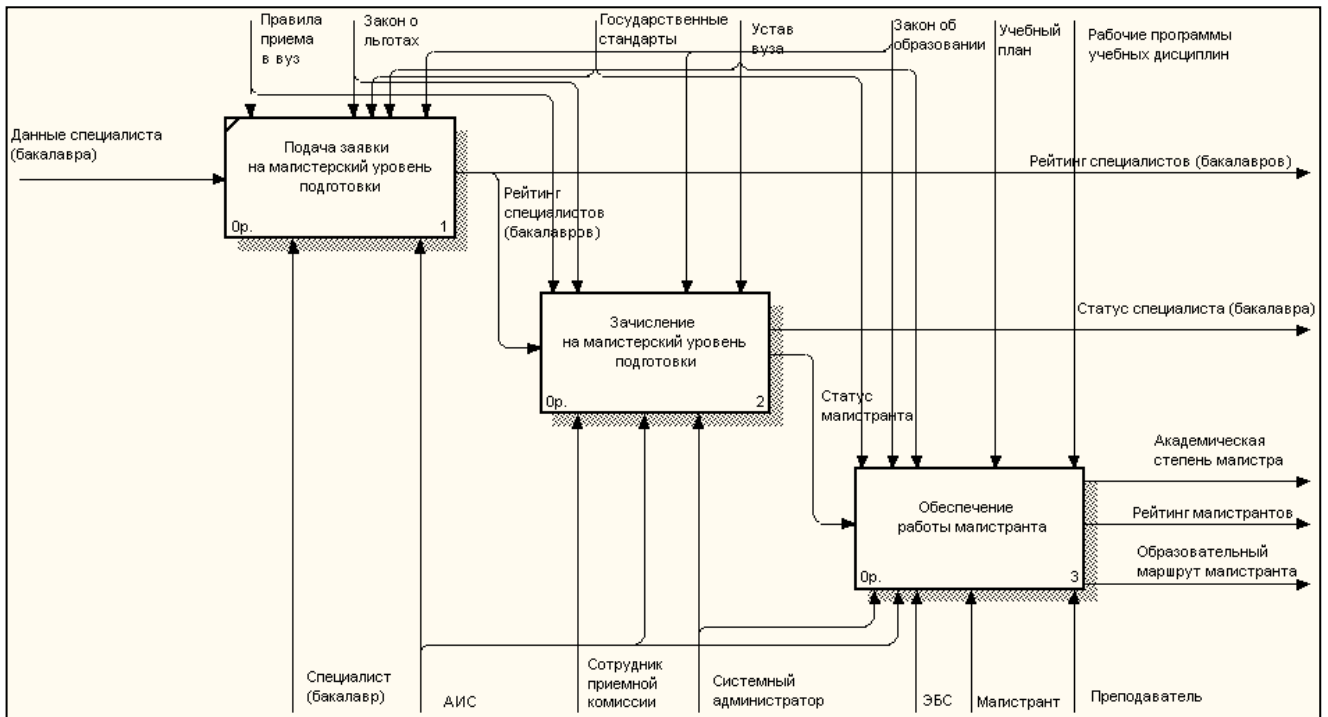 Правила
приема
в вуз
Закон о
льготах
Государственные
стандарты
Устав
вуза
Закон об
образовании
Учебный
план
Рабочие программы
учебных дисциплин
Данные специалиста
(бакалавра)
Подача заявки
на магистерский уровень
подготовки
0р.
1
Рейтинг специалистов (бакалавров)
Рейтинг
специалистов
(бакалавров)
Зачисление
на магистерский уровень
подготовки
0р.
2
Статус специалиста (бакалавра)
Статус
магистранта
Обеспечение
работы магистранта
0р.
3
Академическая
степень магистра
Рейтинг магистрантов
Образовательный
маршрут магистранта
Специалист
(бакалавр)
АИС
Сотрудник
приемной
комиссии
Системный
администратор
ЭБС
Магистрант
Преподаватель